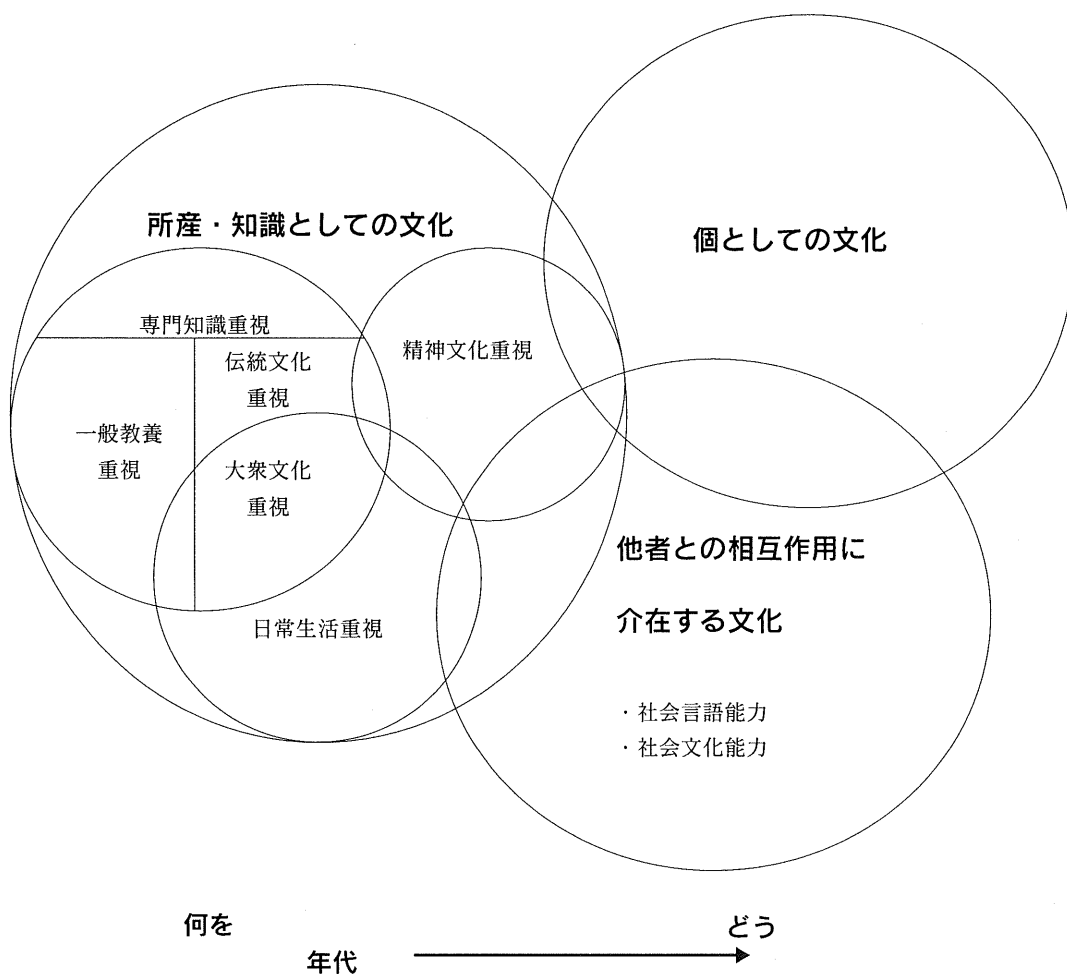 所産・知識としての文化
個としての文化
専門知識重視
伝統文化
重視
精神文化重視
一般教養
重視
大衆文化
重視
日常生活重視
他者との相互作用に
介在する文化
・社会言語能力
・社会文化能力
何を
どう
年代